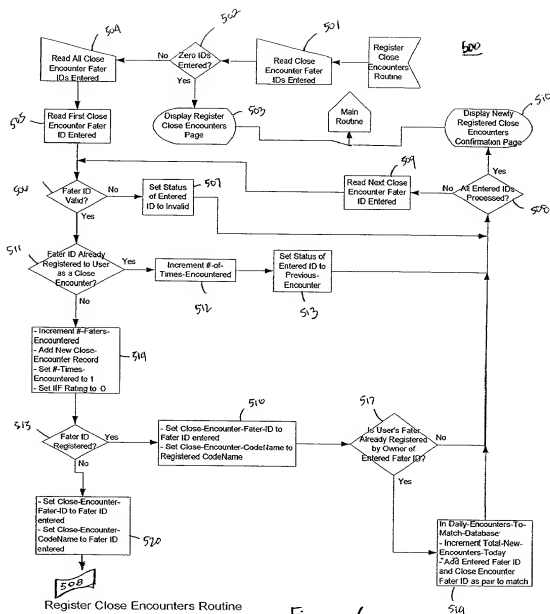 504
502
501
500
Read All Close
Encounter Fater
IDs Entered
No
Zero IDs
Entered?
Yes
Read Close
Encounter Fater
IDs Entered
Register
Close
Encounters
Routine
505
Read First Close
Encounter Fater
ID Entered
Display Register
Close Encounters
Page
503
Main
Routine
Display Newly
Registered Close
Encounters
Confirmation Page
510
509
Fater ID
Valid?
No
Yes
Set Status
of Entered
ID to Invalid
507
Read Next Close
Encounter Fater
ID Entered
No
All Entered IDs
Processed?
Yes
508
511
Fater ID Already
Registered to User
as a Close
Encounter?
Yes
No
Increment #-of-
Times-Encountered
512
Set Status of
Entered ID to
Previous-
Encounter
513
- Increment #-Faters-
Encountered
- Add New Close-
Encounter Record
- Set #-Times-
Encountered to 1
- Set IIF Rating to 0
514
Fater ID
Registered?
Yes
No
516
- Set Close-Encounter-Fater-ID to
Fater ID entered
- Set Close-Encounter-CodeName to
Registered CodeName
517
Is User's Fater
Already Registered
by Owner of
Entered Fater ID?
No
Yes
- Set Close-Encounter-
Fater-ID to Fater ID
entered
- Set Close-Encounter-
CodeName to Fater ID
entered
520
In Daily-Encounters-To-
Match-Database:
- Increment Total-New-
Encounters-Today
- Add Entered Fater ID
and Close Encounter
Fater ID as pair to match
508
Register Close Encounters Routine